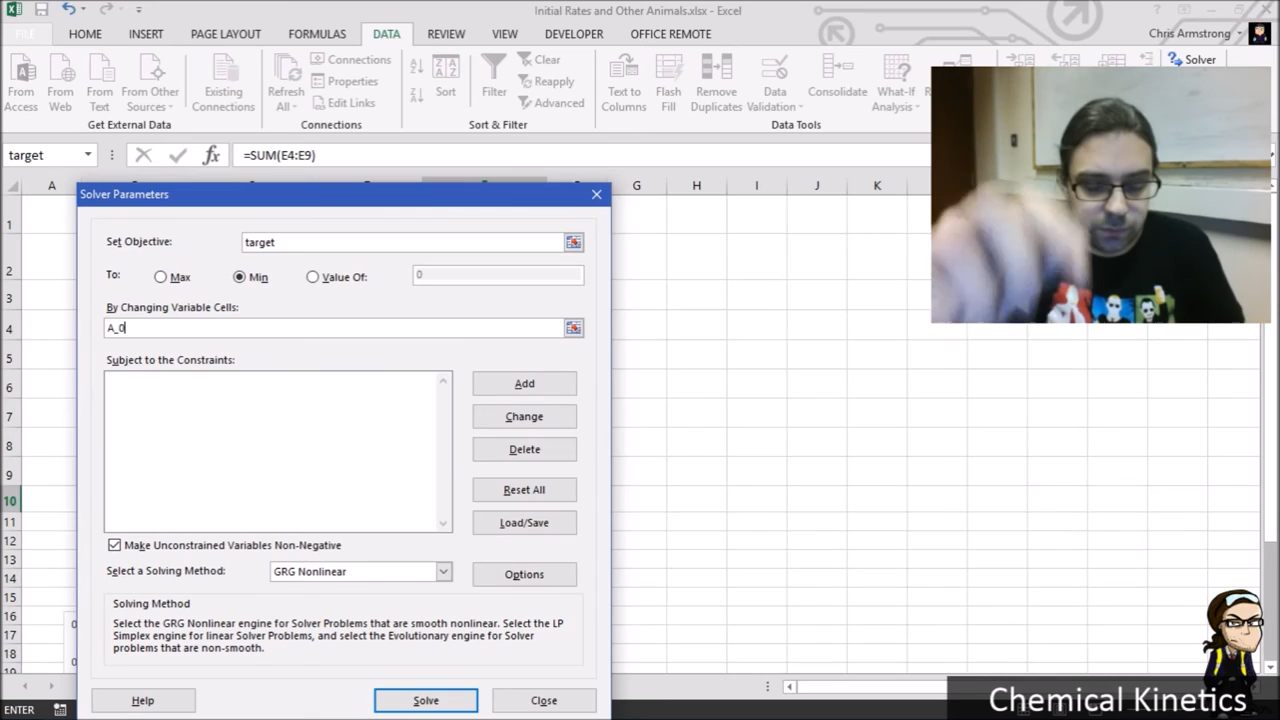 Initial Rates and Other Animals.xlsx - Excel
FILE HOME INSERT PAGE LAYOUT FORMULAS DATA REVIEW VIEW DEVELOPER OFFICE REMOTE Chris Armstrong
From Access
From Web
From Text
From Other Sources
Existing Connections
Refresh All
Connections
Properties
Edit Links
Get External Data
Connections
Sort
Filter
Clear
Reapply
Advanced
Sort & Filter
Text to Columns
Flash Fill
Remove Duplicates
Data Validation
Consolidate
What-If Analysis
Data Tools
Solver
target
fx
=SUM(E4:E9)
A G H I J K
1
2
3
4
5
6
7
8
9
10
11
12
13
14
15
16
17
18
19
Solver Parameters
Set Objective: target
To: Max Min Value Of: 0
By Changing Variable Cells:
A_0
Subject to the Constraints:
Add
Change
Delete
Reset All
Load/Save
Make Unconstrained Variables Non-Negative
Select a Solving Method: GRG Nonlinear
Options
Solving Method
Select the GRG Nonlinear engine for Solver Problems that are smooth nonlinear. Select the LP
Simplex engine for linear Solver Problems, and select the Evolutionary engine for Solver
problems that are non-smooth.
Help Solve Close
ENTER
Chemical Kinetics